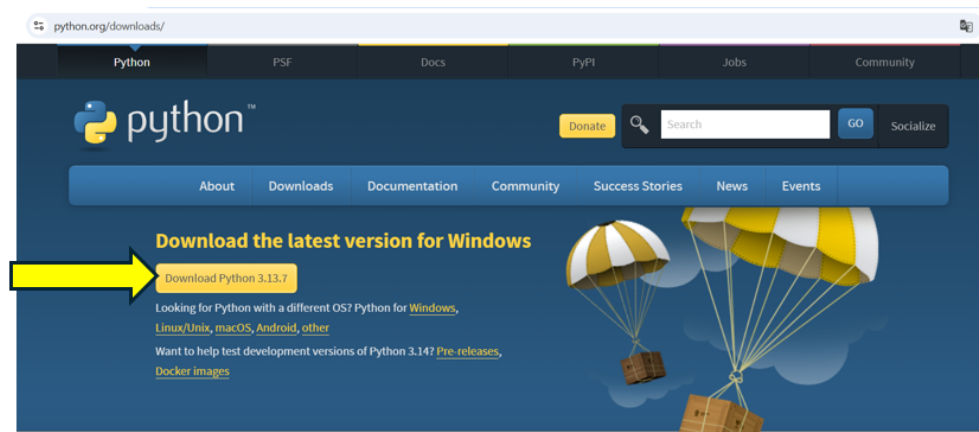 python.org/downloads/
Python PSF Docs PyPI Jobs Community
python™
Donate Search GO Socialize
About Downloads Documentation Community Success Stories News Events
Download the latest version for Windows
Download Python 3.13.7
Looking for Python with a different OS? Python for Windows,
Linux/Unix, macOS, Android, other
Want to help test development versions of Python 3.14? Pre-releases,
Docker images